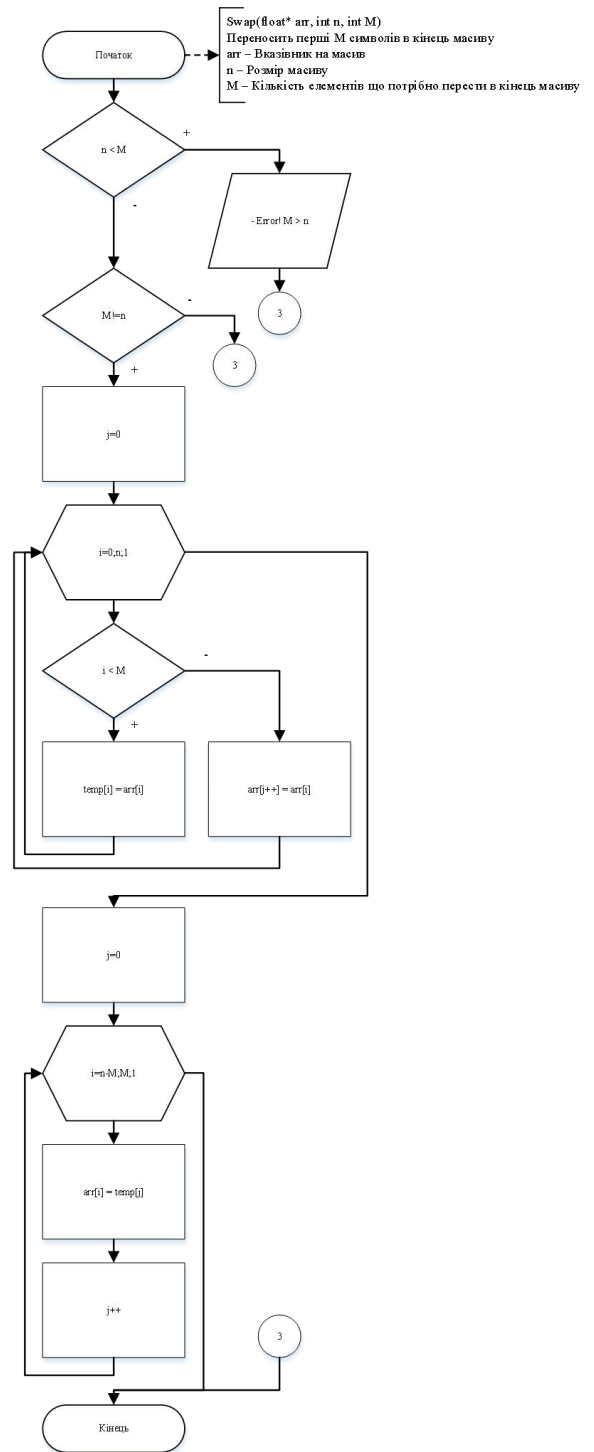 Початок
Swap(float* arr, int n, int M)
Переносить перші M символів в кінець масиву
arr – Вказівник на масив
n – Розмір масиву
M – Кількість елементів що потрібно перести в кінець масиву
n < M
+
-
- Error! M > n
3
M!=n
-
3
+
j=0
i=0;n;1
i < M
-
+
temp[i] = arr[i]
arr[j++] = arr[i]
j=0
i=n-M;M;1
arr[i] = temp[j]
j++
3
Кінець